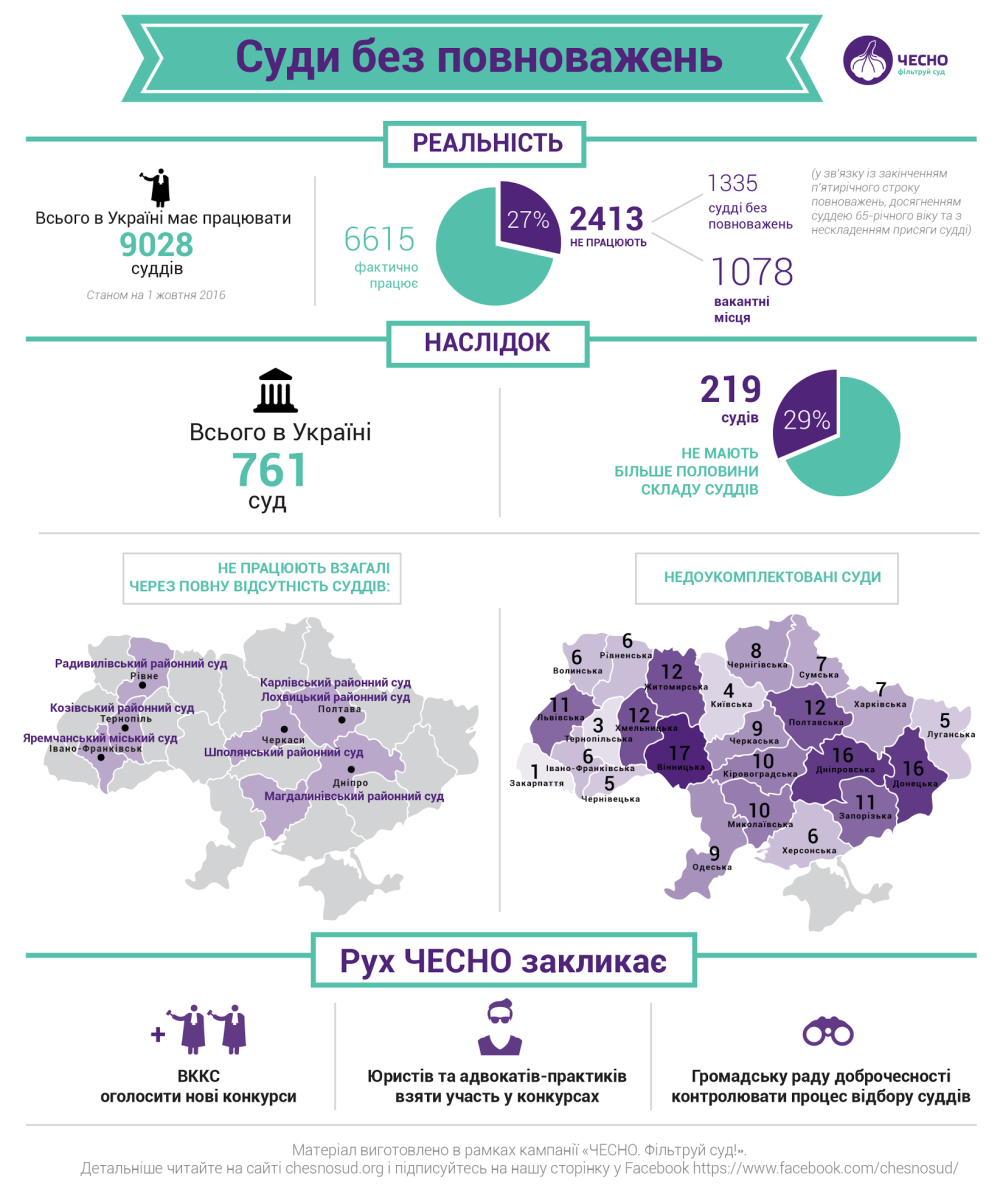 Суди без повноважень
ЧЕСНО
фільтруй суд
РЕАЛЬНІСТЬ
Всього в Україні має працювати
9028
суддів
Станом на 1 жовтня 2016
6615
фактично
працює
27%
2413
НЕ ПРАЦЮЮТЬ
1335
судді без
повноважень
(у зв'язку із закінченням
п'ятирічного строку
повноважень, досягненням
суддею 65-річного віку та з
нескладенням присяги судді)
1078
вакантні
місця
НАСЛІДОК
Всього в Україні
761
суд
219
судів
29%
НЕ МАЮТЬ
БІЛЬШЕ ПОЛОВИНИ
СКЛАДУ СУДДІВ
НЕ ПРАЦЮЮТЬ ВЗАГАЛІ
ЧЕРЕЗ ПОВНУ ВІДСУТНІСТЬ СУДДІВ:
Радивилівський районний суд
Рівне
Козівський районний суд
Тернопіль
Яремчанський міський суд
Івано-Франківськ
Карлівський районний суд
Лохвицький районний суд
Полтава
Черкаси
Шполянський районний суд
Дніпро
Магдалинівський районний суд
НЕДОУКОМПЛЕКТОВАНІ СУДИ
6
Волинська
6
Рівненська
12
Житомирська
8
Чернігівська
7
Сумська
4
Київська
11
Львівська
3
Тернопільська
12
Хмельницька
17
Вінницька
9
Черкаська
12
Полтавська
7
Харківська
5
Луганська
1
Закарпаття
6
Івано-Франківська
5
Чернівецька
10
Кіровоградська
16
Дніпровська
16
Донецька
11
Запорізька
10
Миколаївська
6
Херсонська
9
Одеська
Рух ЧЕСНО закликає
+
ВККС
оголосити нові конкурси
Юристів та адвокатів-практиків
взяти участь у конкурсах
Громадську раду доброчесності
контролювати процес відбору суддів
Матеріал виготовлено в рамках кампанії «ЧЕСНО. Фільтруй суд!».
Детальніше читайте на сайті chesnosud.org і підписуйтесь на нашу сторінку у Facebook https://www.facebook.com/chesnosud/